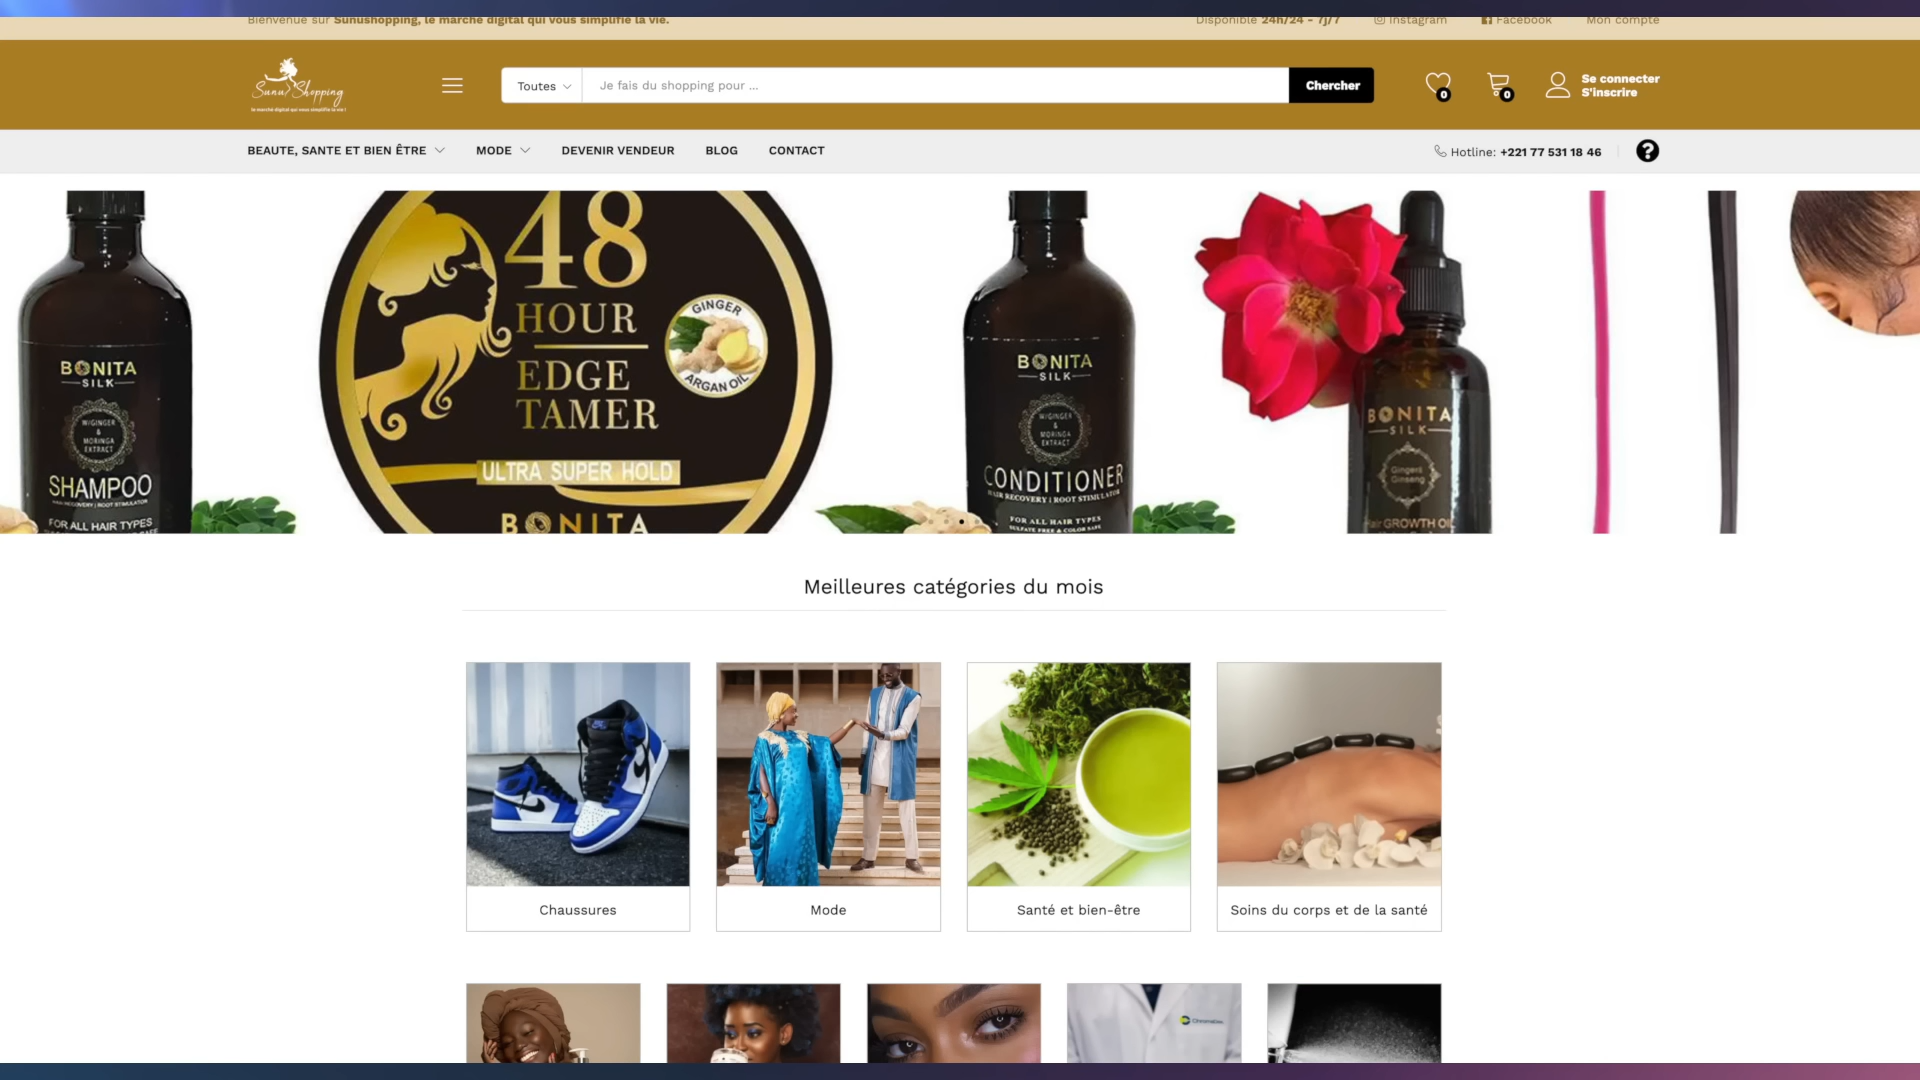 Bienvenue sur Sunushopping, le marché digital qui vous simplifie la vie.
Disponible 24h/24 - 7j/7
Instagram
Facebook
Mon compte
Sunu Shopping
le marché digital qui vous simplifie la vie !
Toutes
Je fais du shopping pour ...
Chercher
0
0
Se connecter
S'inscrire
BEAUTE, SANTE ET BIEN ÊTRE
MODE
DEVENIR VENDEUR
BLOG
CONTACT
Hotline: +221 77 531 18 46
?
BONITA
SILK
W/GINGER
&
MORINGA
EXTRACT
SHAMPOO
HAIR RECOVERY | ROOT STIMULATOR
FOR ALL HAIR TYPES
48
HOUR
EDGE
TAMER
GINGER
ARGAN OIL
ULTRA SUPER HOLD
BONITA
BONITA
SILK
W/GINGER
&
MORINGA
EXTRACT
CONDITIONER
HAIR RECOVERY | ROOT STIMULATOR
FOR ALL HAIR TYPES
SULFATE FREE & COLOR SAFE
BONITA
SILK
Ginger&
Ginseng
Hair GROWTH OIL
Meilleures catégories du mois
Chaussures
Mode
Santé et bien-être
Soins du corps et de la santé